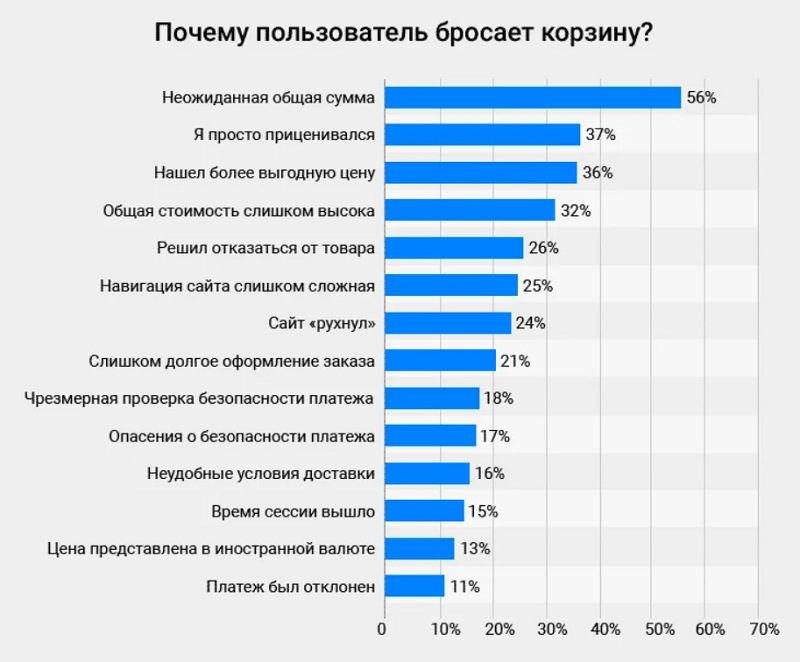 Почему пользователь бросает корзину?
Неожиданная общая сумма 56%
Я просто приценивался 37%
Нашел более выгодную цену 36%
Общая стоимость слишком высока 32%
Решил отказаться от товара 26%
Навигация сайта слишком сложная 25%
Сайт «рухнул» 24%
Слишком долгое оформление заказа 21%
Чрезмерная проверка безопасности платежа 18%
Опасения о безопасности платежа 17%
Неудобные условия доставки 16%
Время сессии вышло 15%
Цена представлена в иностранной валюте 13%
Платеж был отклонен 11%
0 10% 20% 30% 40% 50% 60% 70%